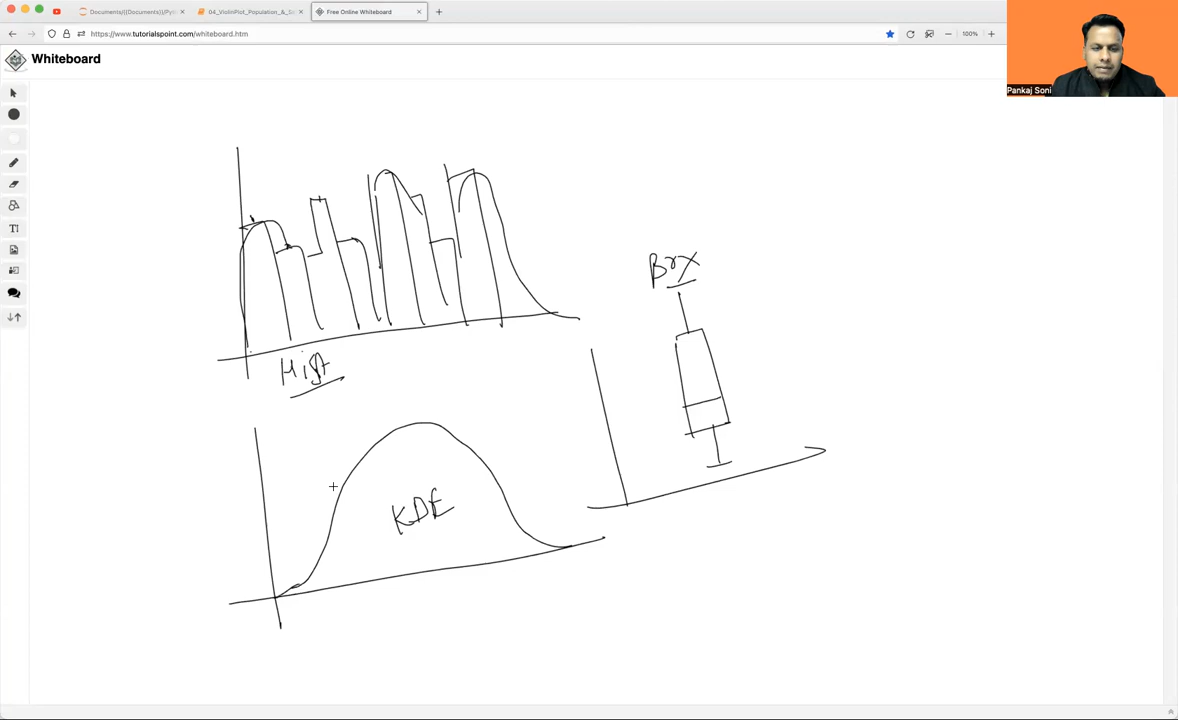 Documents/((Documents)/Pyt
04_ViolinPlot_Population_&_S
Free Online Whiteboard
https://www.tutorialspoint.com/whiteboard.htm
100%
Whiteboard
Pankaj Soni
Box
Hist
KDE